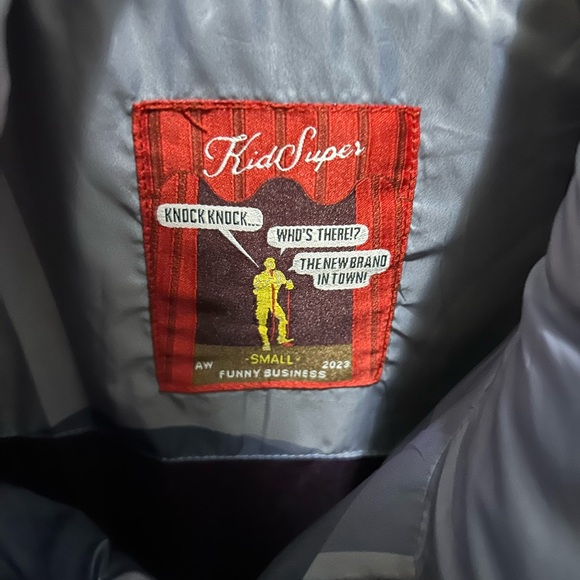 KidSuper
KNOCK KNOCK...
WHO'S THERE!?
THE NEW BRAND
IN TOWN!
-SMALL-
AW 2023
FUNNY BUSINESS